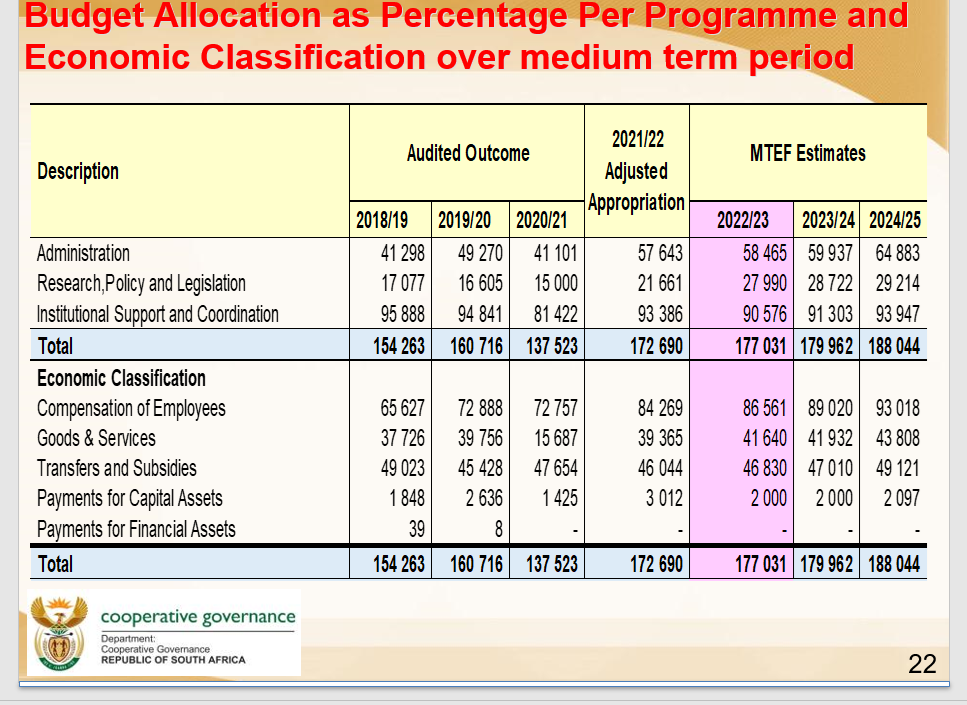 Budget Allocation as Percentage Per Programme and
Economic Classification over medium term period
Description
Audited Outcome
2021/22
Adjusted
Appropriation
MTEF Estimates
2018/19 2019/20 2020/21 2022/23 2023/24 2024/25
Administration 41 298 49 270 41 101 57 643 58 465 59 937 64 883
Research,Policy and Legislation 17 077 16 605 15 000 21 661 27 990 28 722 29 214
Institutional Support and Coordination 95 888 94 841 81 422 93 386 90 576 91 303 93 947
Total 154 263 160 716 137 523 172 690 177 031 179 962 188 044
Economic Classification
Compensation of Employees 65 627 72 888 72 757 84 269 86 561 89 020 93 018
Goods & Services 37 726 39 756 15 687 39 365 41 640 41 932 43 808
Transfers and Subsidies 49 023 45 428 47 654 46 044 46 830 47 010 49 121
Payments for Capital Assets 1 848 2 636 1 425 3 012 2 000 2 000 2 097
Payments for Financial Assets 39 8 - - - - -
Total 154 263 160 716 137 523 172 690 177 031 179 962 188 044
cooperative governance
Department:
Cooperative Governance
REPUBLIC OF SOUTH AFRICA
22